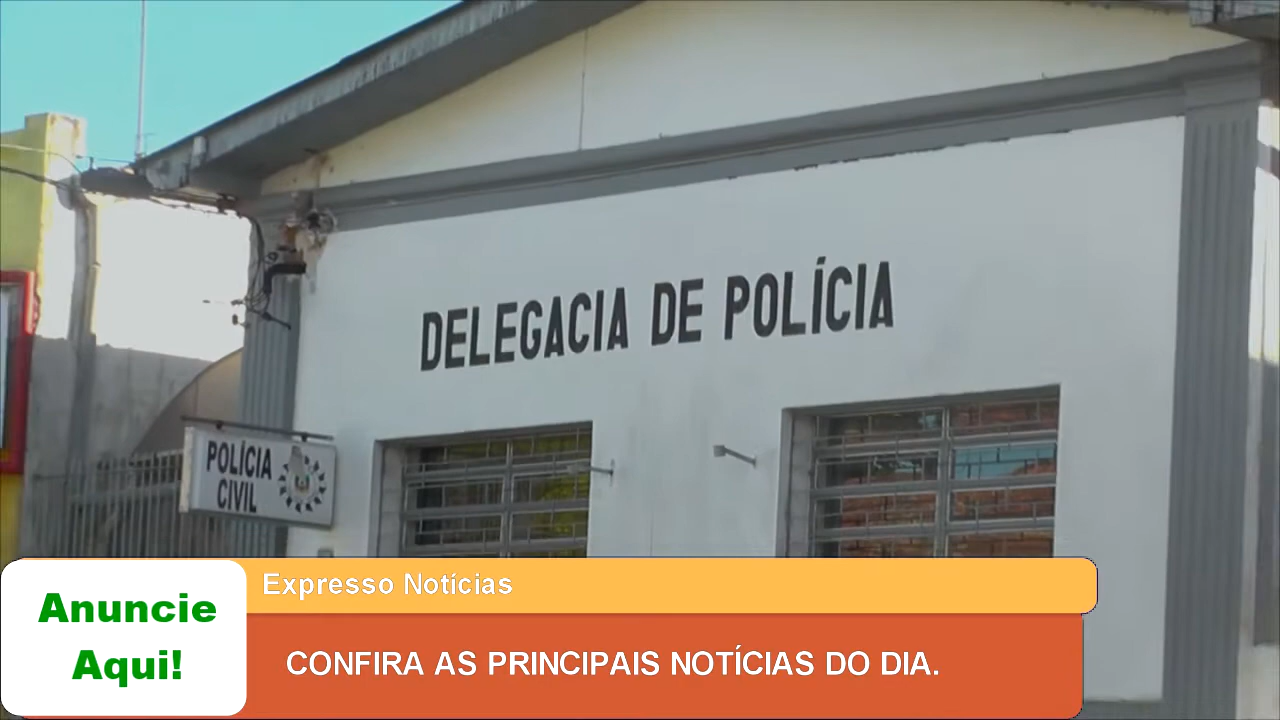 DELEGACIA DE POLÍCIA
POLÍCIA
CIVIL
Expresso Notícias
Anuncie
Aqui!
CONFIRA AS PRINCIPAIS NOTÍCIAS DO DIA.